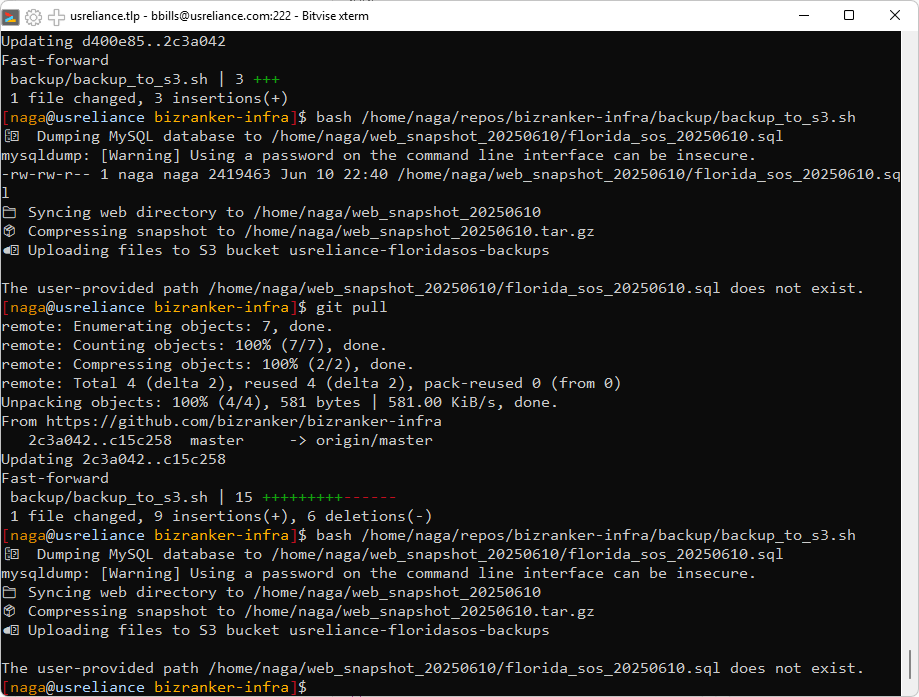 usreliance.tlp - bbills@usreliance.com:222 - Bitvise xterm
Updating d400e85..2c3a042
Fast-forward
 backup/backup_to_s3.sh | 3 +++
 1 file changed, 3 insertions(+)
[naga@usreliance bizranker-infra]$ bash /home/naga/repos/bizranker-infra/backup/backup_to_s3.sh
Dumping MySQL database to /home/naga/web_snapshot_20250610/florida_sos_20250610.sql
mysqldump: [Warning] Using a password on the command line interface can be insecure.
-rw-rw-r-- 1 naga naga 2419463 Jun 10 22:40 /home/naga/web_snapshot_20250610/florida_sos_20250610.sq
l
Syncing web directory to /home/naga/web_snapshot_20250610
Compressing snapshot to /home/naga/web_snapshot_20250610.tar.gz
Uploading files to S3 bucket usreliance-floridasos-backups
The user-provided path /home/naga/web_snapshot_20250610/florida_sos_20250610.sql does not exist.
[naga@usreliance bizranker-infra]$ git pull
remote: Enumerating objects: 7, done.
remote: Counting objects: 100% (7/7), done.
remote: Compressing objects: 100% (2/2), done.
remote: Total 4 (delta 2), reused 4 (delta 2), pack-reused 0 (from 0)
Unpacking objects: 100% (4/4), 581 bytes | 581.00 KiB/s, done.
From https://github.com/bizranker/bizranker-infra
   2c3a042..c15c258  master     -> origin/master
Updating 2c3a042..c15c258
Fast-forward
 backup/backup_to_s3.sh | 15 +++++++++------
 1 file changed, 9 insertions(+), 6 deletions(-)
[naga@usreliance bizranker-infra]$ bash /home/naga/repos/bizranker-infra/backup/backup_to_s3.sh
Dumping MySQL database to /home/naga/web_snapshot_20250610/florida_sos_20250610.sql
mysqldump: [Warning] Using a password on the command line interface can be insecure.
Syncing web directory to /home/naga/web_snapshot_20250610
Compressing snapshot to /home/naga/web_snapshot_20250610.tar.gz
Uploading files to S3 bucket usreliance-floridasos-backups
The user-provided path /home/naga/web_snapshot_20250610/florida_sos_20250610.sql does not exist.
[naga@usreliance bizranker-infra]$